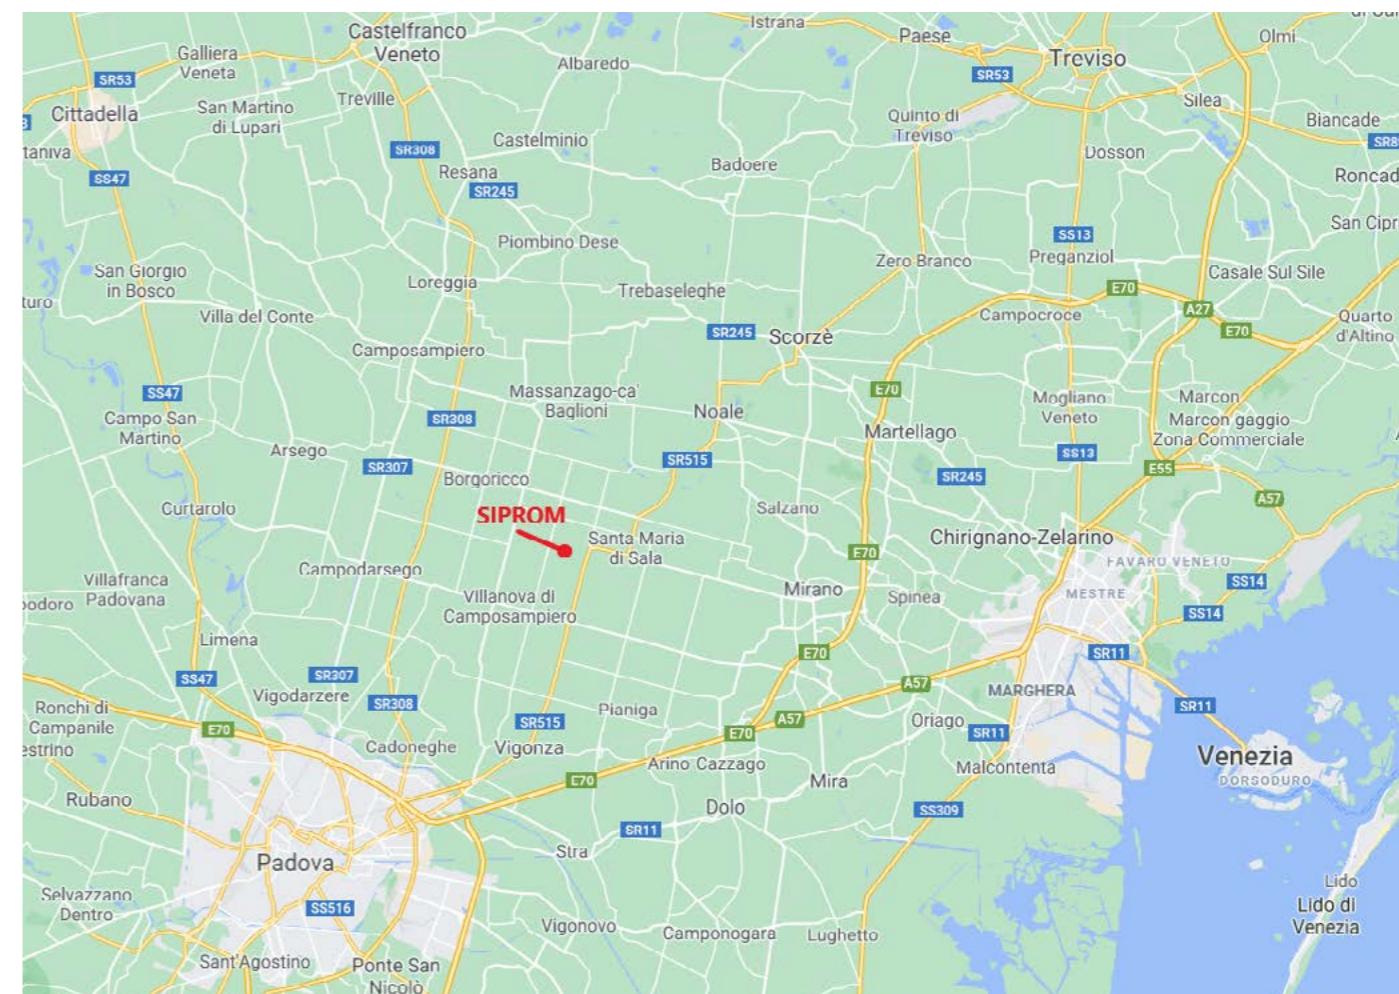 Castelfranco
Veneto
Istrana
Paese
Olmi
Galliera
Veneta
Albaredo
Treviso
SR53
SR53
Cittadella
San Martino
di Lupari
Treville
Silea
Quinto di
Treviso
Biancade
taniva
SR308
Castelminio
Dosson
SS47
Resana
SR245
Badoere
Roncad
San Cipr
Piombino Dese
SS13
Preganziol
Zero Branco
San Giorgio
in Bosco
Loreggia
Trebaseleghe
Casale Sul Sile
turo
Villa del Conte
E70
A27
Campocroce
E70
Quarto
d'Altino
SR245
Scorzè
Camposampiero
SS47
Massanzago-ca'
Baglioni
E70
Mogliano
Veneto
Marcon
Campo San
Martino
SR308
Noale
Marcon gaggio
Zona Commerciale
Martellago
Arsego
SR307
SR515
SS13
E55
Borgoricco
SR245
A57
Curtarolo
SIPROM
Salzano
Santa Maria
di Sala
Chirignano-Zelarino
E70
FAVARO VENETO
Campodarsego
Villafranca
Padovana
podoro
Villanova di
Camposampiero
Mirano
Spinea
MESTRE
SS14
SS14
Limena
E70
SR11
SS47
SR307
Vigodarzere
SR308
A57
MARGHERA
Ronchi di
Campanile
estrino
E70
SR515
Pianiga
A57
E70
Oriago
SR11
SR11
Cadoneghe
Vigonza
Arino Cazzago
Malcontenta
Venezia
DORSODURO
E70
Mira
Rubano
Dolo
SS309
SR11
Stra
Padova
Selvazzano
Dentro
SS516
Lido
Lido di
Venezia
Vigonovo
Camponogara
Lughetto
Sant'Agostino
Ponte San
Nicolò